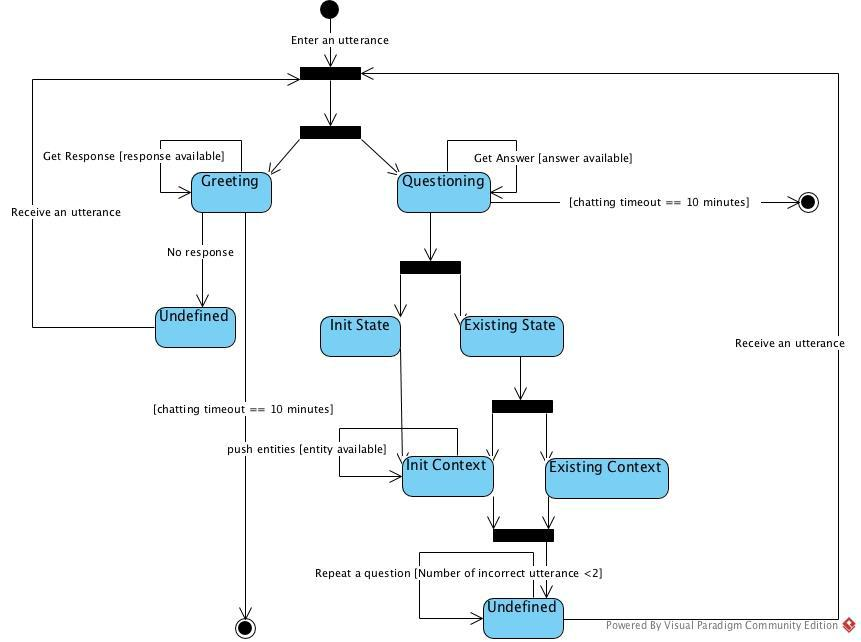 Enter an utterance
Get Response [response available]
Get Answer [answer available]
Greeting
Questioning
[chatting timeout == 10 minutes]
Receive an utterance
No response
Undefined
Init State
Existing State
Receive an utterance
[chatting timeout == 10 minutes]
push entities [entity available]
Init Context
Existing Context
Repeat a question [Number of incorrect utterance <2]
Undefined
Powered By Visual Paradigm Community Edition